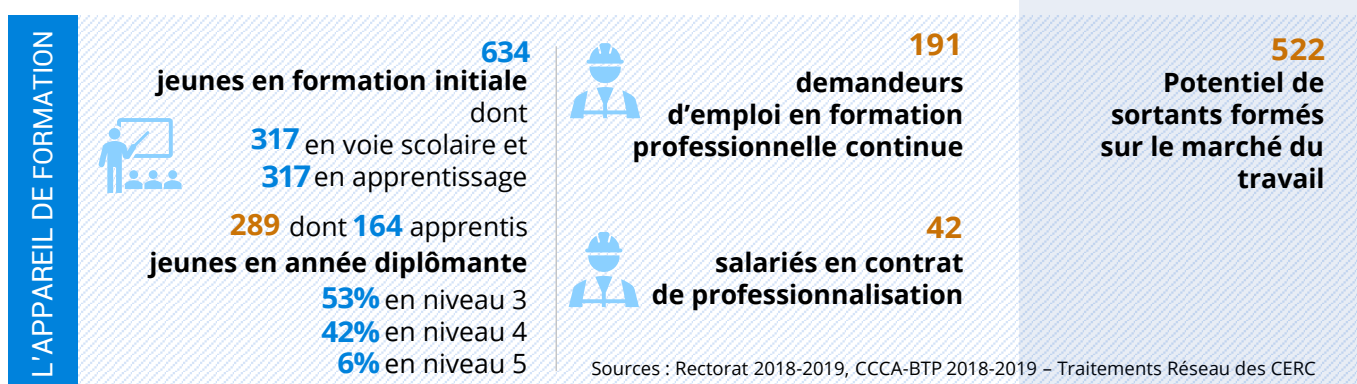 L'APPAREIL DE FORMATION
634
jeunes en formation initiale
dont
317 en voie scolaire et
317 en apprentissage
289 dont 164 apprentis
jeunes en année diplômante
53% en niveau 3
42% en niveau 4
6% en niveau 5
191
demandeurs
d'emploi en formation
professionnelle continue
42
salariés en contrat
de professionnalisation
522
Potentiel de
sortants formés
sur le marché du
travail
Sources : Rectorat 2018-2019, CCCA-BTP 2018-2019 – Traitements Réseau des CERC